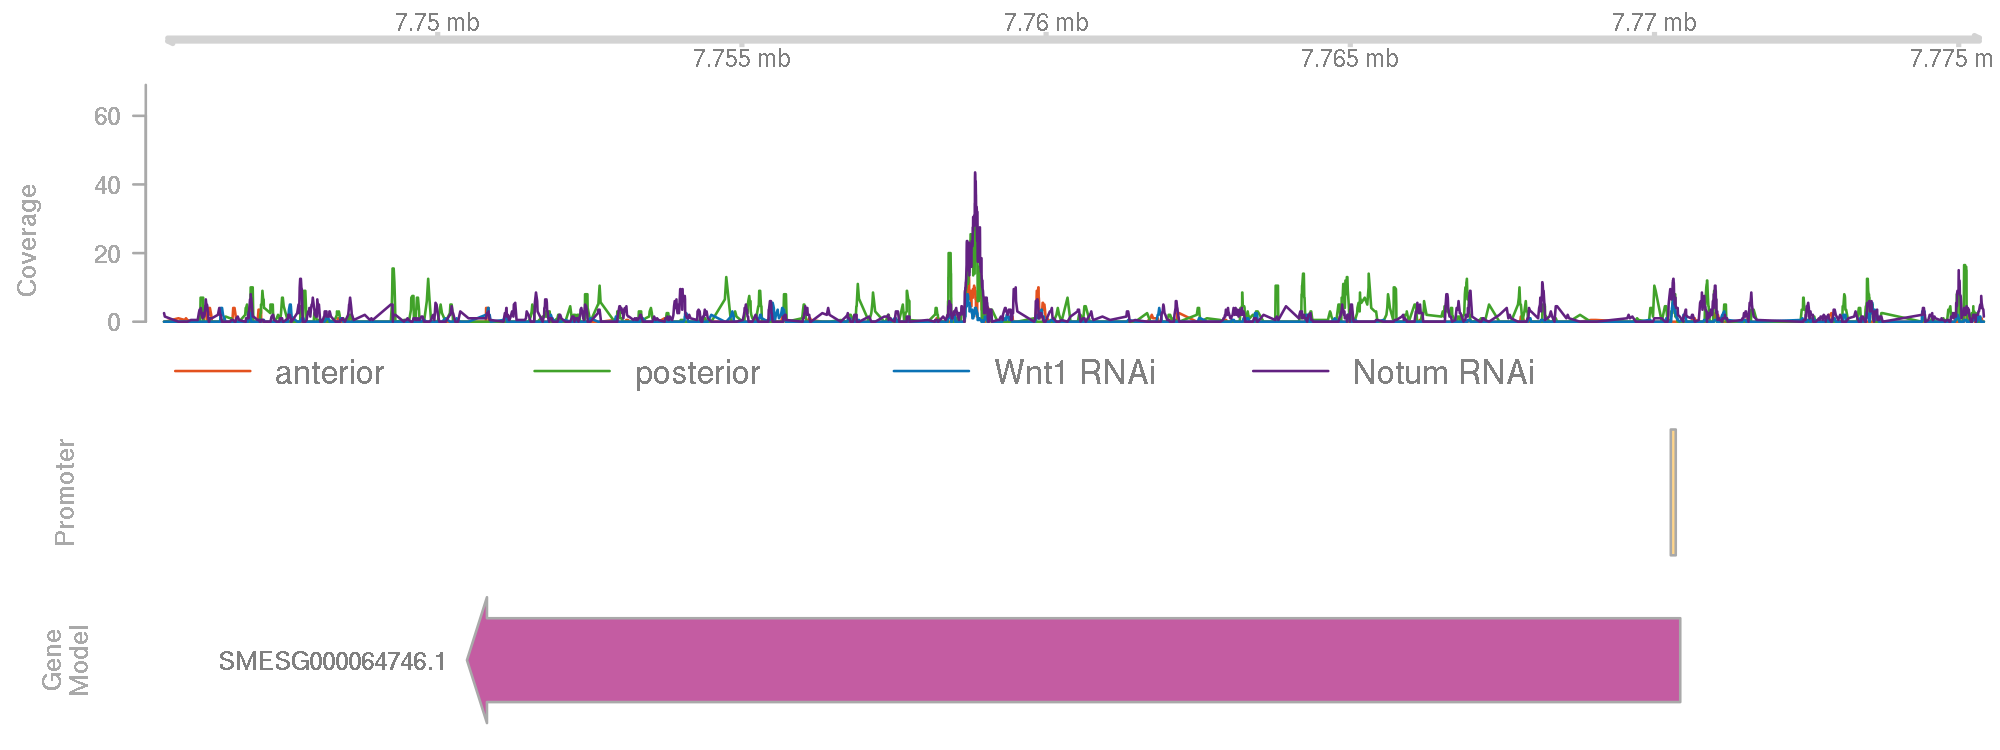 7.75 mb 7.76 mb 7.77 mb
7.755 mb 7.765 mb 7.775 m
60
40
20
0
Coverage
anterior posterior Wnt1 RNAi Notum RNAi
Promoter
Gene
Model
SMESG000064746.1